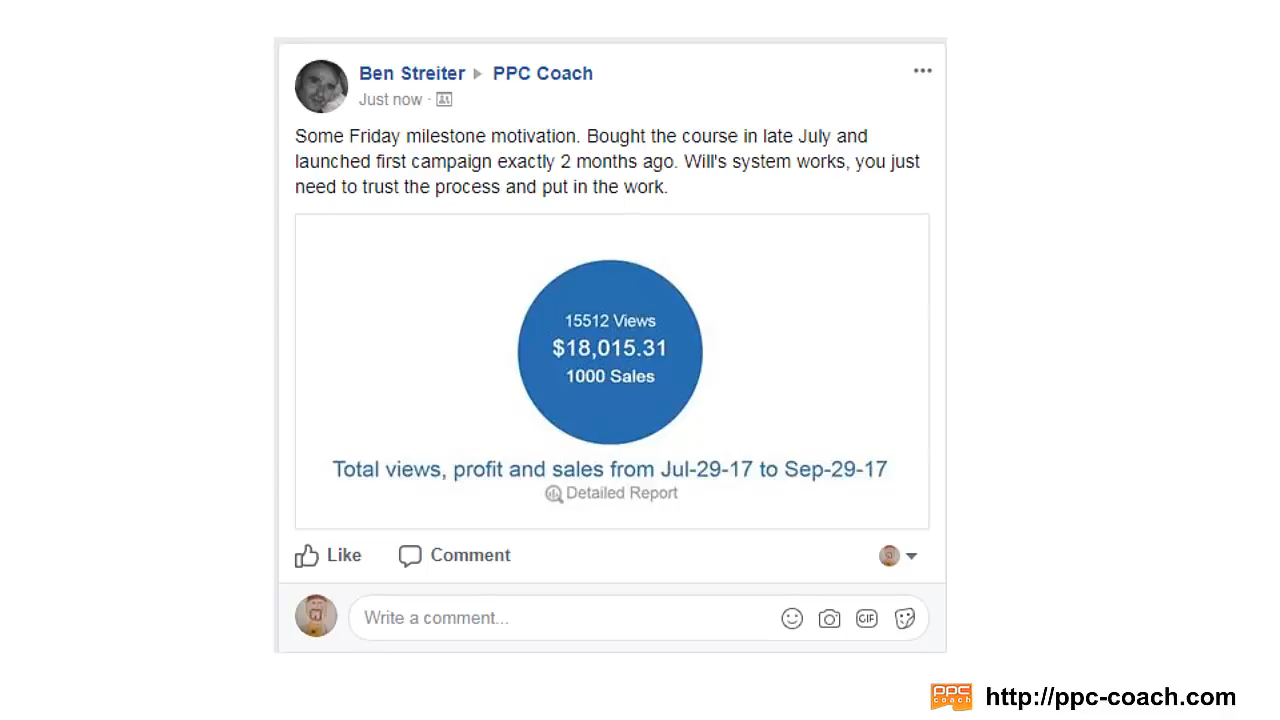 Ben Streiter ▸ PPC Coach
Just now ·
Some Friday milestone motivation. Bought the course in late July and
launched first campaign exactly 2 months ago. Will's system works, you just
need to trust the process and put in the work.
15512 Views
$18,015.31
1000 Sales
Total views, profit and sales from Jul-29-17 to Sep-29-17
Detailed Report
Like Comment
Write a comment... GIF
PPC coach http://ppc-coach.com